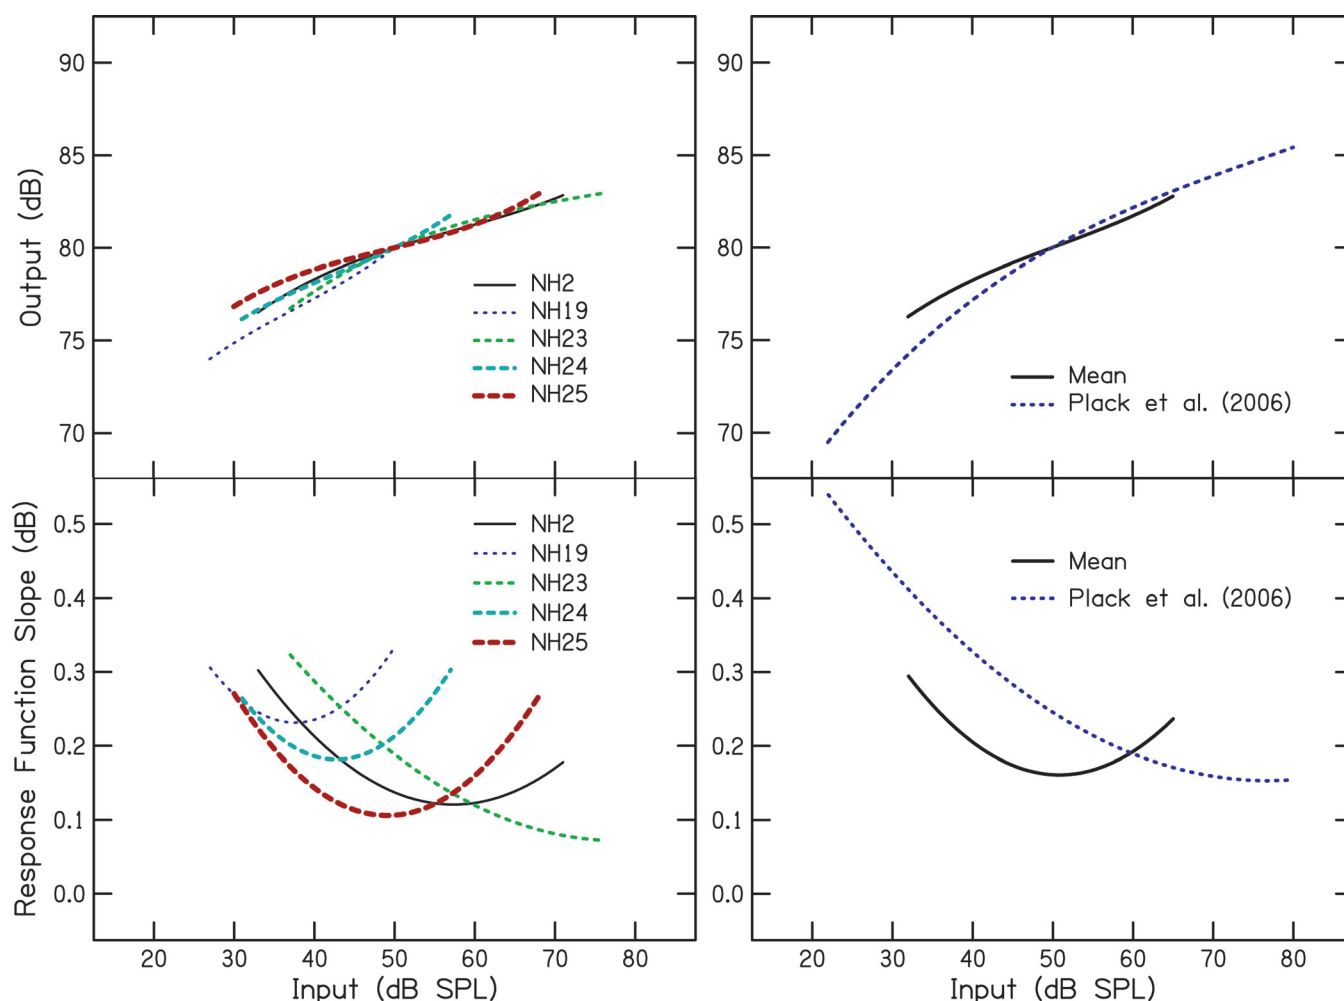 Output (dB)
90
85
80
75
70
NH2
NH19
NH23
NH24
NH25
90
85
80
75
70
Mean
Plack et al. (2006)
Response Function Slope (dB)
0.5
0.4
0.3
0.2
0.1
0.0
NH2
NH19
NH23
NH24
NH25
20 30 40 50 60 70 80
Input (dB SPL)
0.5
0.4
0.3
0.2
0.1
0.0
Mean
Plack et al. (2006)
20 30 40 50 60 70 80
Input (dB SPL)